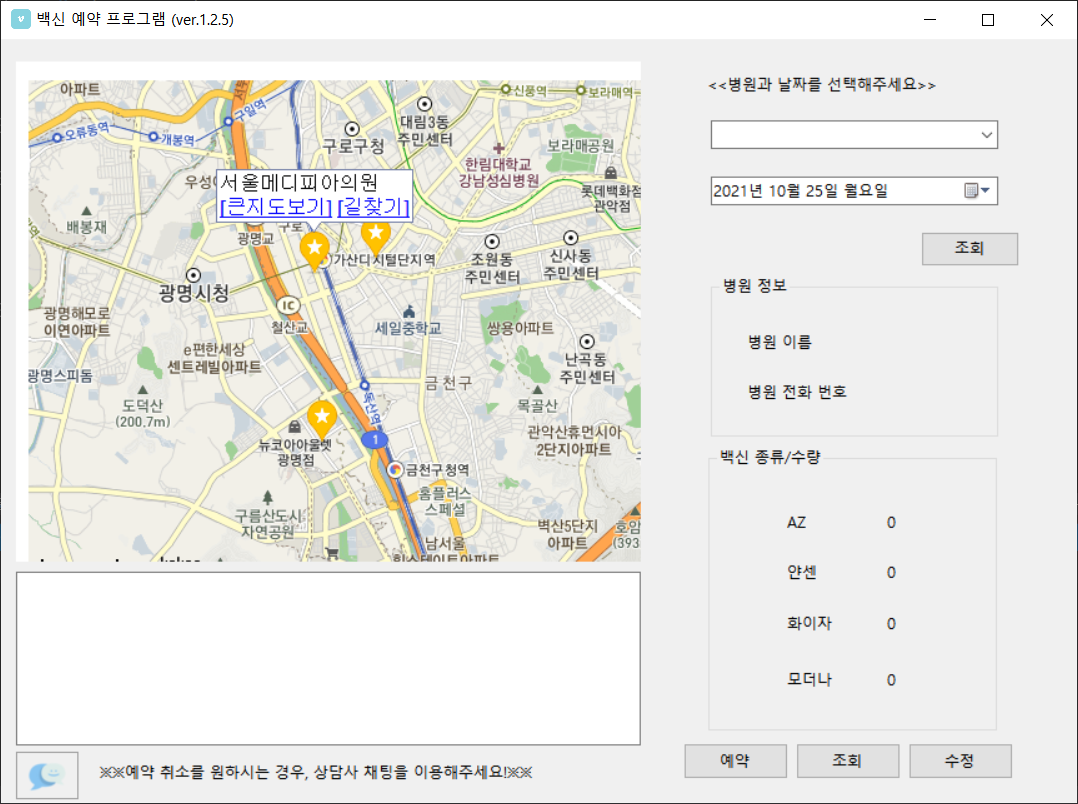 백신 예약 프로그램 (ver.1.2.5)
<<병원과 날짜를 선택해주세요>>
2021년 10월 25일 월요일
조회
병원 정보
병원 이름
병원 전화 번호
백신 종류/수량
AZ 0
얀센 0
화이자 0
모더나 0
예약 조회 수정
아파트
서부
신풍역
보라매역
오류동역
개봉역
구일역
대림3동
주민센터
구로구청
보라매공원
한림대학교
강남성심병원
롯데백화점
관악점
우성
서울메디피아의원
[큰지도보기] [길찾기]
배봉재
구로
광명교
가산디지털단지역
조원동
주민센터
신사동
주민센터
광명시청
IC
철산교
광명해모로
이연아파트
세일중학교
쌍용아파트
e편한세상
센트레빌아파트
난곡동
주민센터
광명스피돔
금천구
도덕산
(200.7m)
독산역
목골산
뉴코아아울렛
광명점
1
관악산휴먼시아
2단지아파트
금천구청역
홈플러스
스페셜
구름산도시
자연공원
벽산5단지
아파트
호암
(393
남서울
힐스테이트아파트
※※예약 취소를 원하시는 경우, 상담사 채팅을 이용해주세요!※※